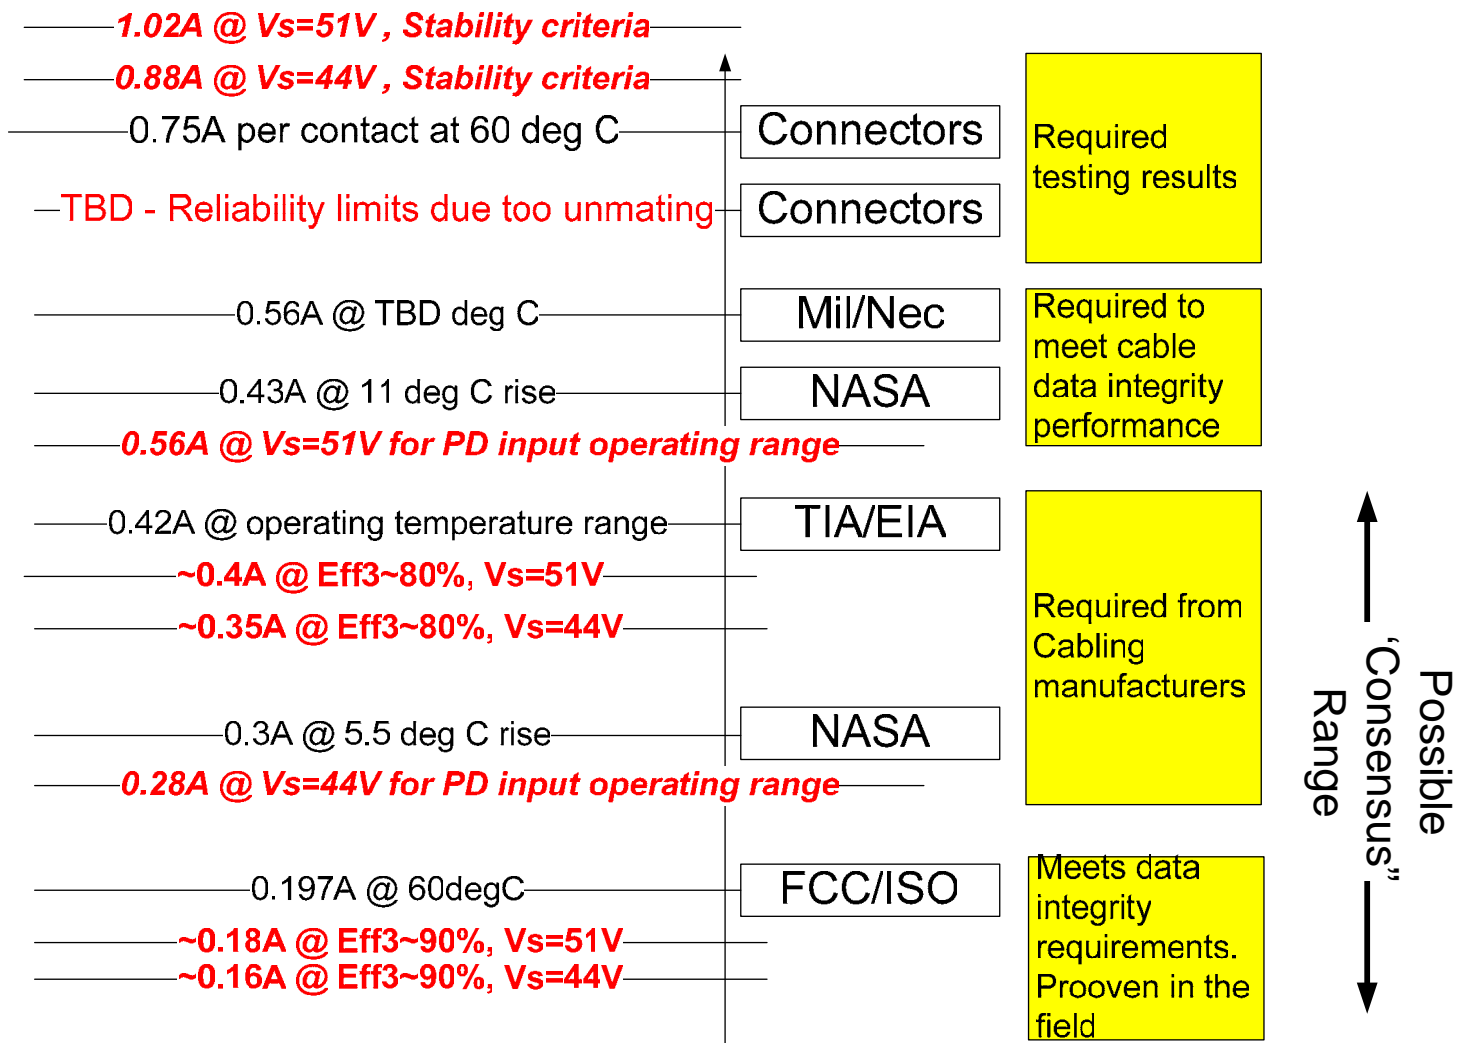 1.02A @ Vs=51V , Stability criteria
0.88A @ Vs=44V , Stability criteria
0.75A per contact at 60 deg C
Connectors
Required
testing results
TBD - Reliability limits due too unmating
Connectors
0.56A @ TBD deg C
Mil/Nec
Required to
meet cable
data integrity
performance
0.43A @ 11 deg C rise
NASA
0.56A @ Vs=51V for PD input operating range
0.42A @ operating temperature range
TIA/EIA
~0.4A @ Eff3~80%, Vs=51V
~0.35A @ Eff3~80%, Vs=44V
Required from
Cabling
manufacturers
0.3A @ 5.5 deg C rise
NASA
0.28A @ Vs=44V for PD input operating range
Possible
‘Consensus”
Range
0.197A @ 60degC
FCC/ISO
Meets data
integrity
requirements.
Prooven in the
field
~0.18A @ Eff3~90%, Vs=51V
~0.16A @ Eff3~90%, Vs=44V